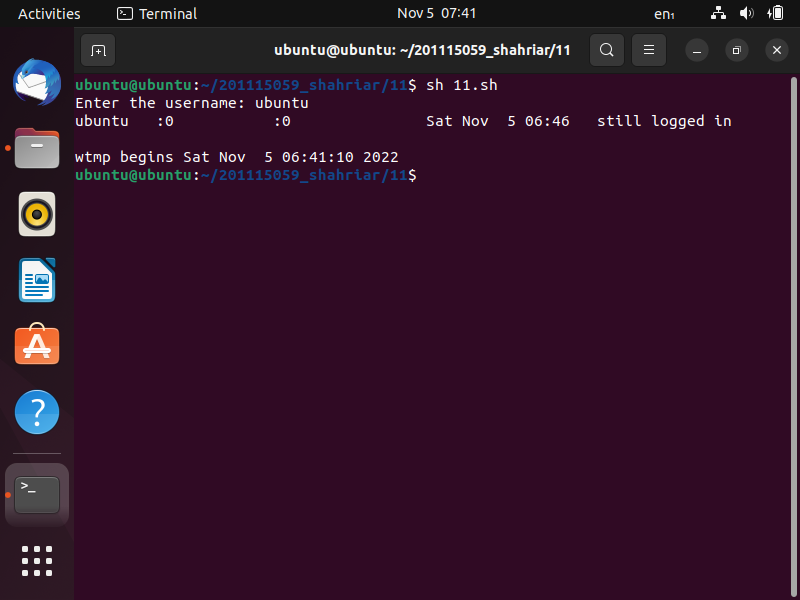 Activities Terminal Nov 5 07:41 en₁
ubuntu@ubuntu: ~/201115059_shahriar/11
ubuntu@ubuntu:~/201115059_shahriar/11$ sh 11.sh
Enter the username: ubuntu
ubuntu   :0           :0               Sat Nov  5 06:46   still logged in
wtmp begins Sat Nov  5 06:41:10 2022
ubuntu@ubuntu:~/201115059_shahriar/11$